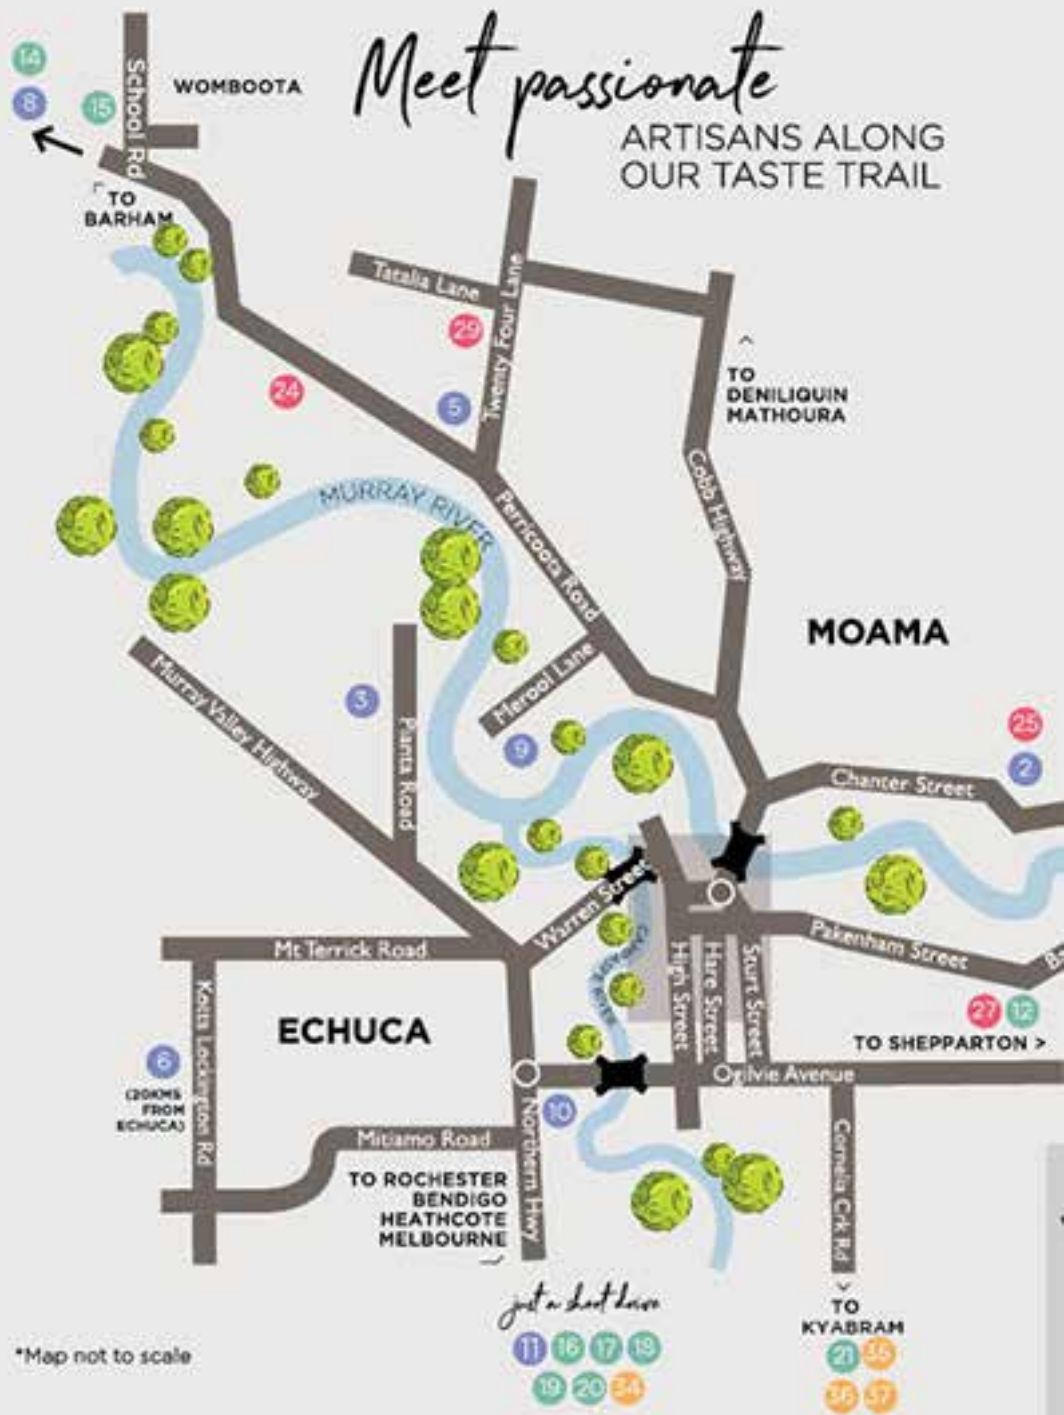 Meet passionate
ARTISANS ALONG
OUR TASTE TRAIL
14
8
15
School Rd
WOMBOOTA
TO
BARHAM
Tatalia Lane
Twenty Four Lane
29
24
5
TO
DENILIQUIN
MATHOURA
MURRAY RIVER
Perricoota Road
Cobb Highway
MOAMA
Murray Valley Highway
3
Planta Road
Merool Lane
9
25
2
Chanter Street
Warren Street
Mt Terrick Road
Pakenham Street
High Street
Hare Street
Sturt Street
Kotta Lockington Rd
ECHUCA
27 12
TO SHEPPARTON >
6
(20KMS
FROM
ECHUCA)
Ogilvie Avenue
10
Mitiamo Road
Northern Hwy
Cornelia Crk Rd
TO ROCHESTER
BENDIGO
HEATHCOTE
MELBOURNE
just a short drive
11 16 17 18
19 20 34
TO
KYABRAM
21 35
36 37
*Map not to scale